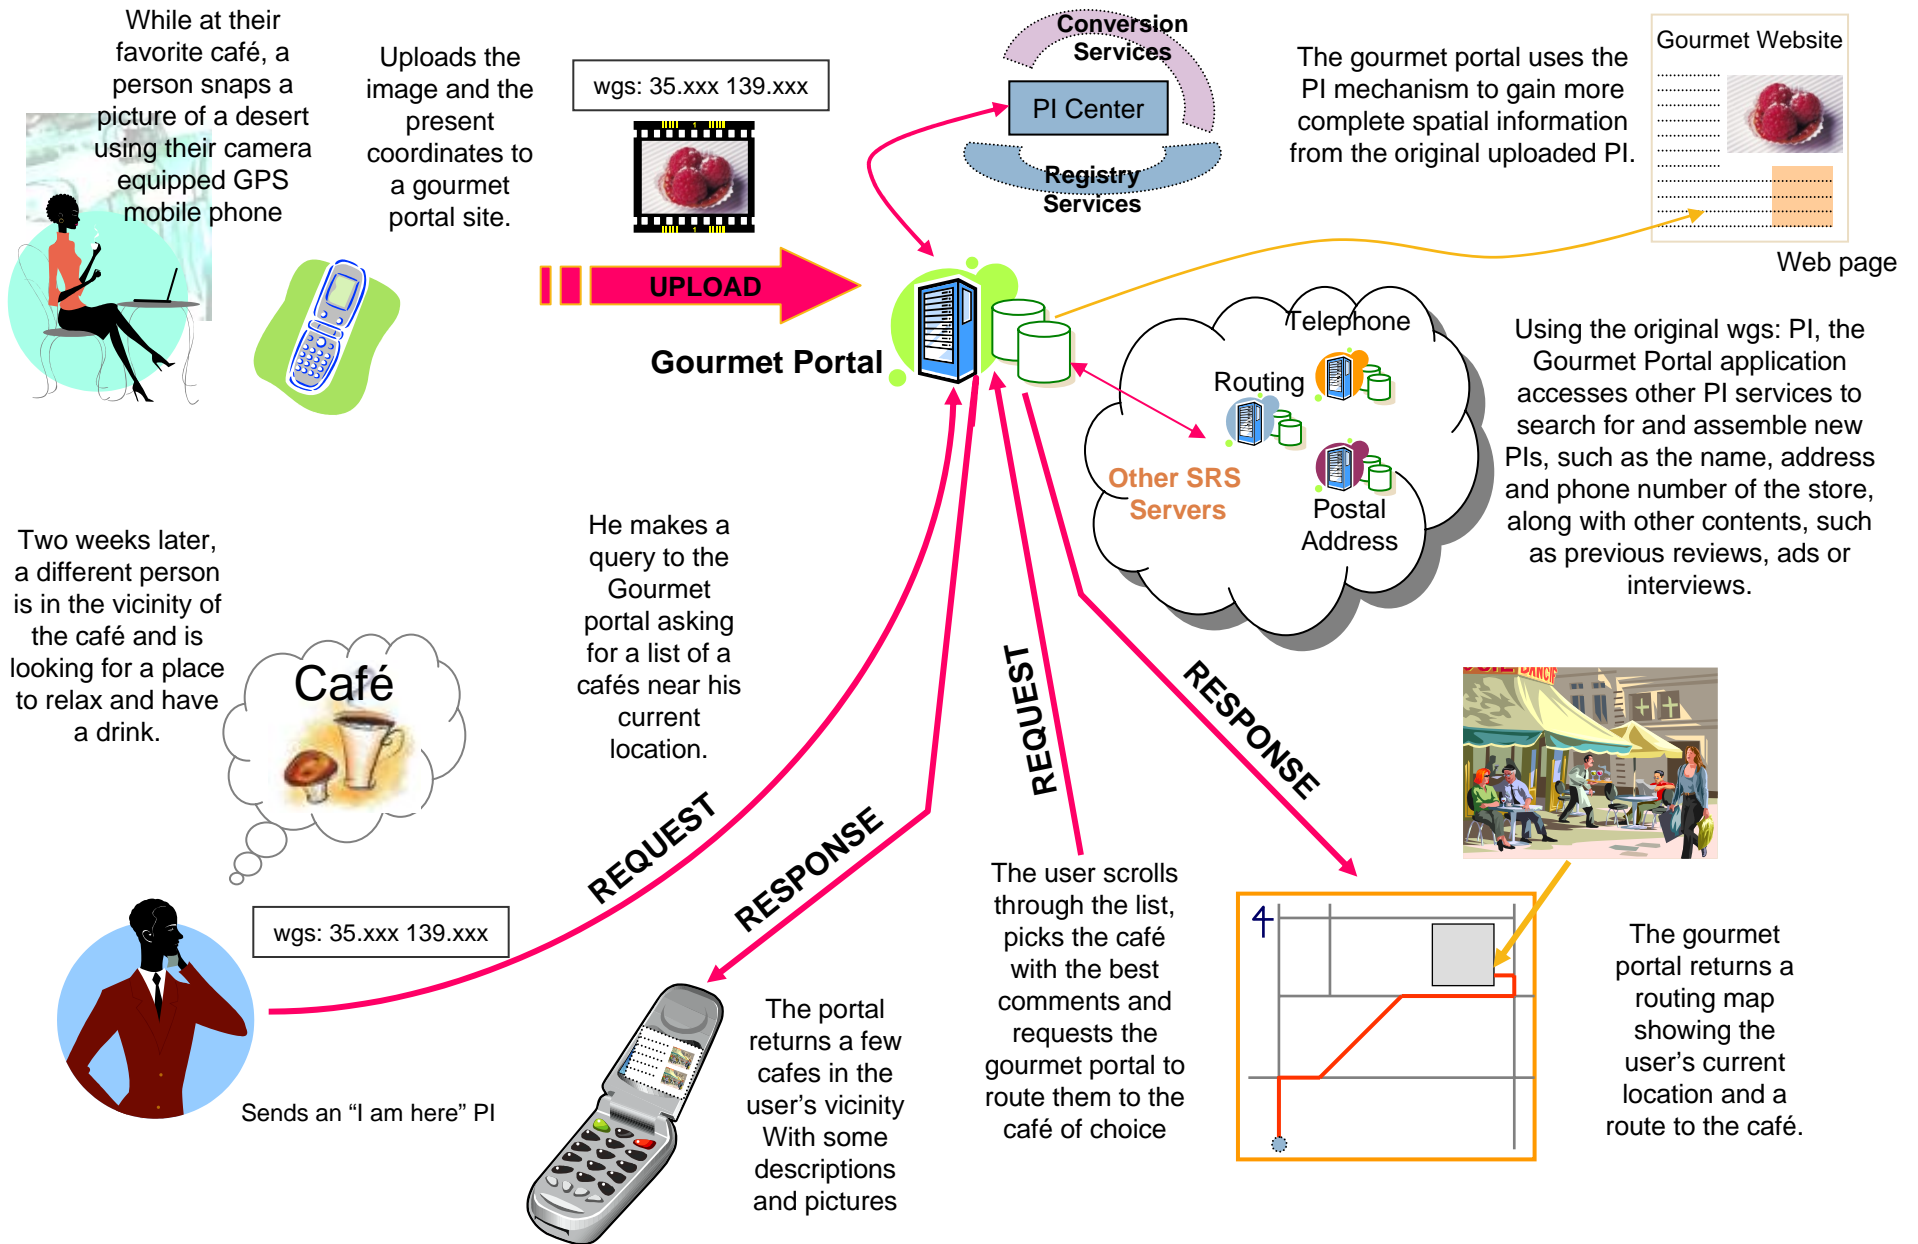 While at their
favorite café, a
person snaps a
picture of a desert
using their camera
equipped GPS
mobile phone
Uploads the
image and the
present
coordinates to
a gourmet
portal site.
wgs: 35.xxx 139.xxx
Conversion
Services
PI Center
Registry
Services
The gourmet portal uses the
PI mechanism to gain more
complete spatial information
from the original uploaded PI.
Gourmet Website
Web page
UPLOAD
Gourmet Portal
Telephone
Routing
Other SRS
Servers
Postal
Address
Using the original wgs: PI, the
Gourmet Portal application
accesses other PI services to
search for and assemble new
PIs, such as the name, address
and phone number of the store,
along with other contents, such
as previous reviews, ads or
interviews.
Two weeks later,
a different person
is in the vicinity of
the café and is
looking for a place
to relax and have
a drink.
Café
He makes a
query to the
Gourmet
portal asking
for a list of a
cafés near his
current
location.
REQUEST
RESPONSE
REQUEST
RESPONSE
wgs: 35.xxx 139.xxx
Sends an “I am here” PI
The portal
returns a few
cafes in the
user’s vicinity
With some
descriptions
and pictures
The user scrolls
through the list,
picks the café
with the best
comments and
requests the
gourmet portal to
route them to the
café of choice
The gourmet
portal returns a
routing map
showing the
user’s current
location and a
route to the café.